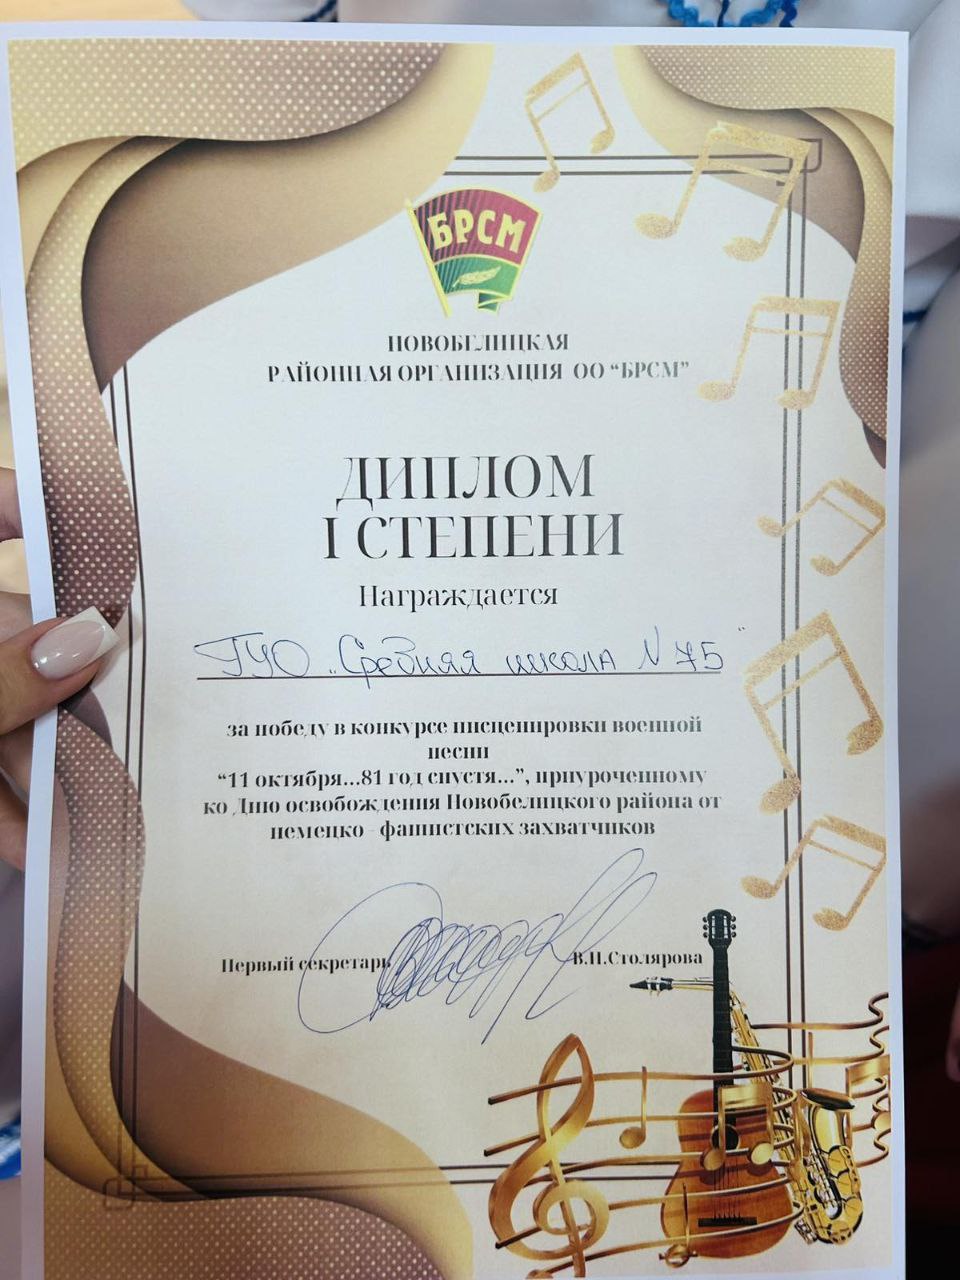 БРСМ
НОВОБЕЛИЦКАЯ
РАЙОННАЯ ОРГАНИЗАЦИЯ ОО “БРСМ”
ДИПЛОМ
I СТЕПЕНИ
Награждается
ГУО „Средняя школа N 75"
за победу в конкурсе инсценировки военной
песни
“11 октября...81 год спустя...”, приуроченному
ко Дню освобождения Новобелицкого района от
немецко - фашистских захватчиков
Первый секретарь В.П.Столярова